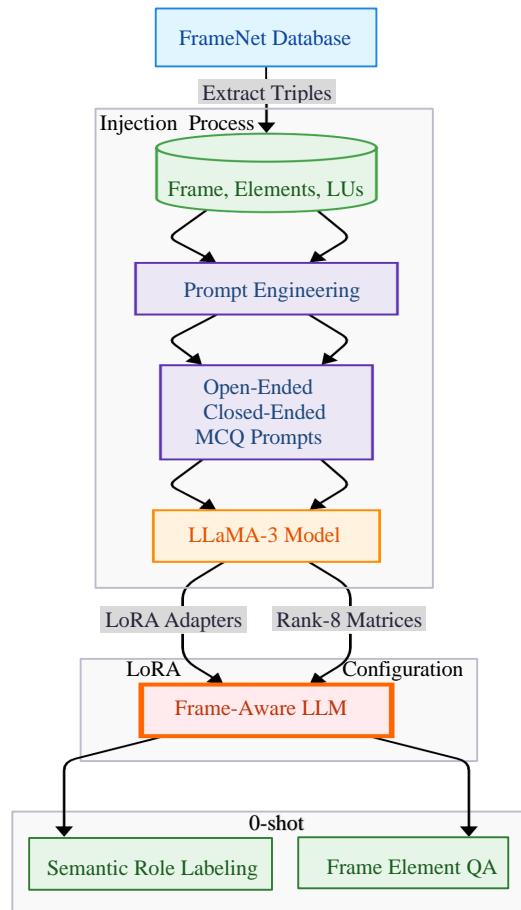 FrameNet Database
Extract Triples
Injection Process
Frame, Elements, LUs
Prompt Engineering
Open-Ended
Closed-Ended
MCQ Prompts
LLaMA-3 Model
LoRA Adapters
Rank-8 Matrices
LoRA Configuration
Frame-Aware LLM
0-shot
Semantic Role Labeling
Frame Element QA